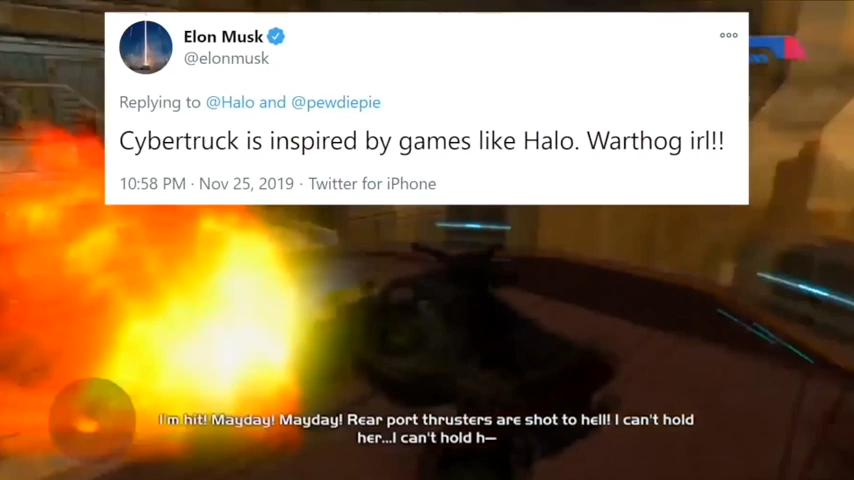 Elon Musk
@elonmusk
Replying to @Halo and @pewdiepie
Cybertruck is inspired by games like Halo. Warthog irl!!
10:58 PM · Nov 25, 2019 · Twitter for iPhone
I'm hit! Mayday! Mayday! Rear port thrusters are shot to hell! I can't hold
her...I can't hold h—